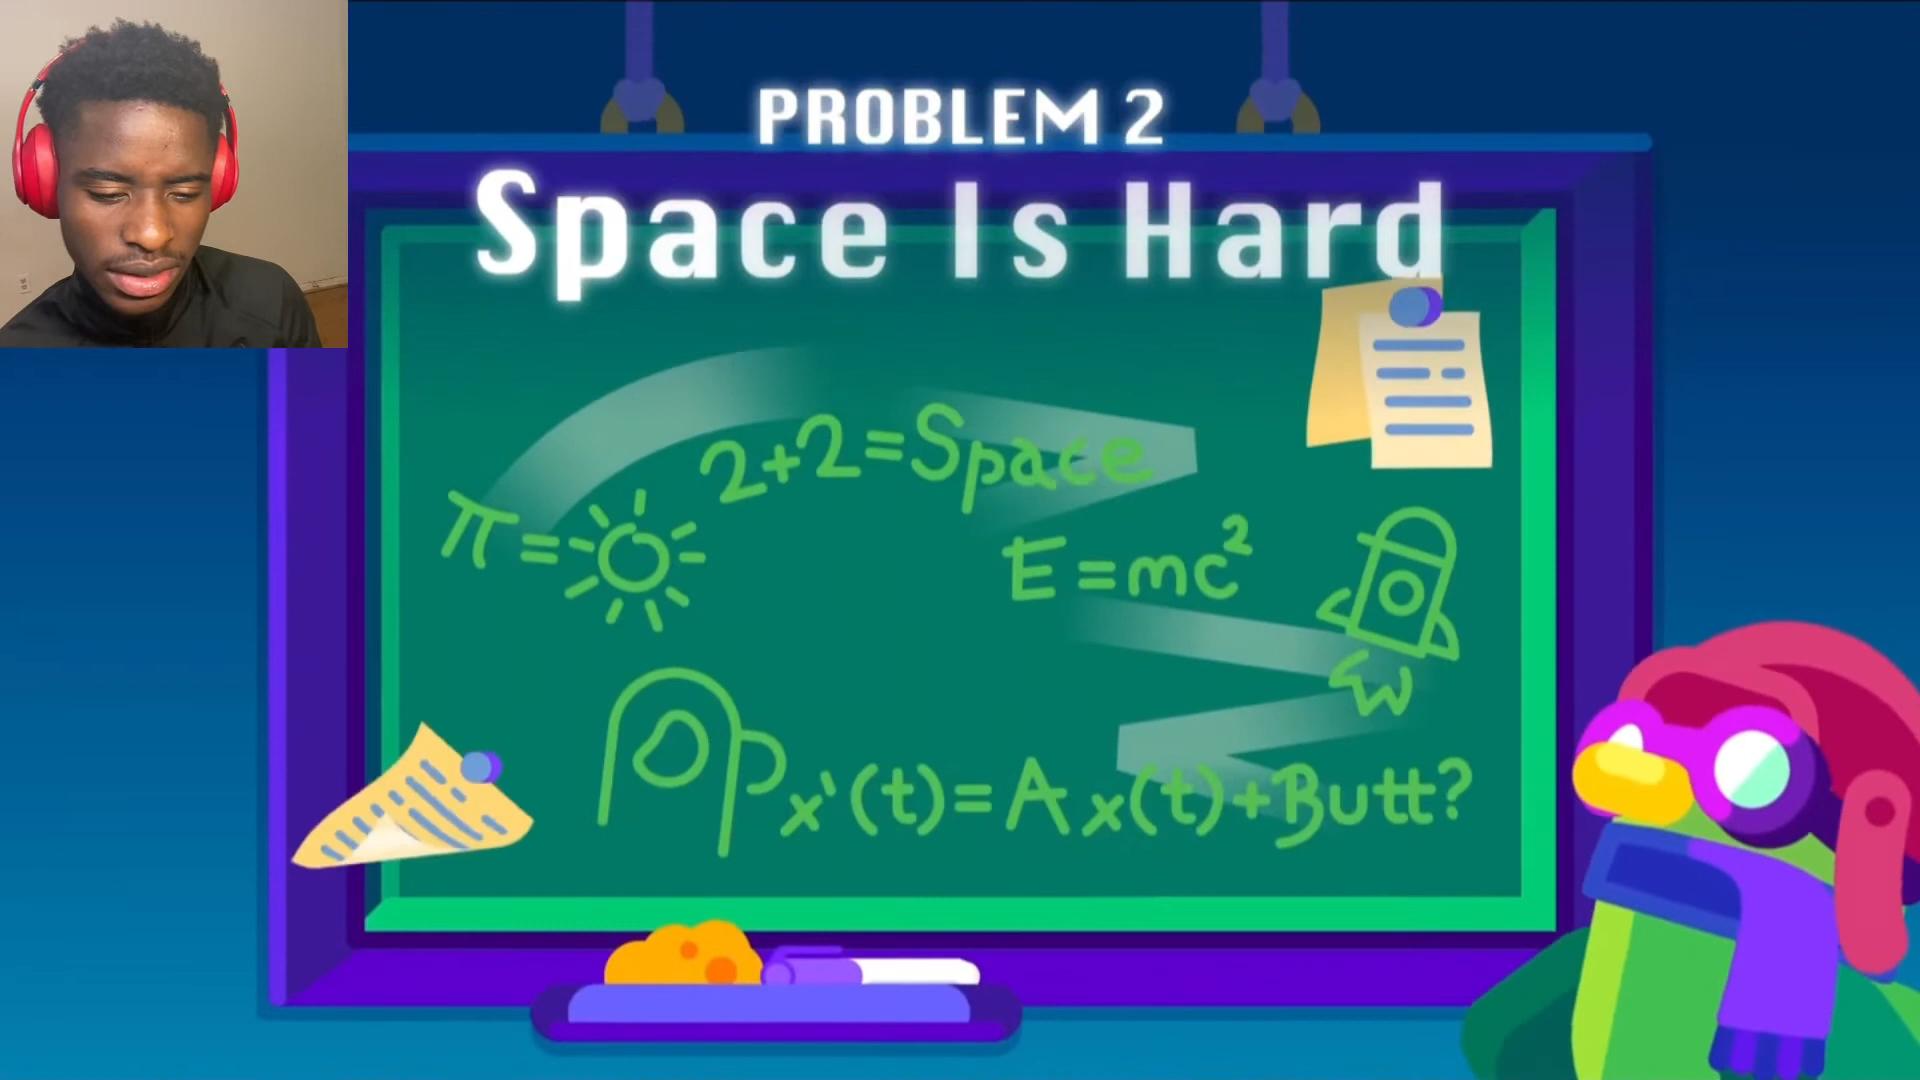 PROBLEM 2
Space Is Hard
2+2=Space
π=
E=mc²
x'(t)=Ax(t)+Butt?